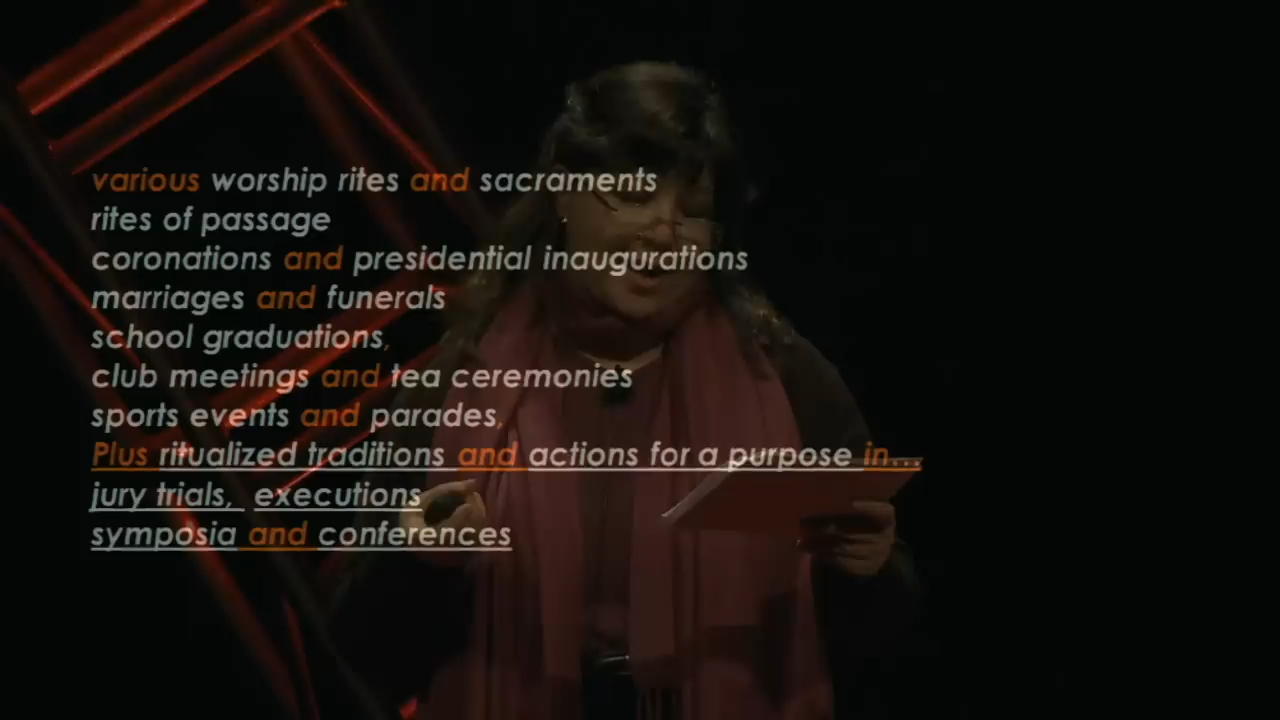 various worship rites and sacraments
rites of passage
coronations and presidential inaugurations
marriages and funerals
school graduations,
club meetings and tea ceremonies
sports events and parades,
Plus ritualized traditions and actions for a purpose in...
jury trials, executions
symposia and conferences